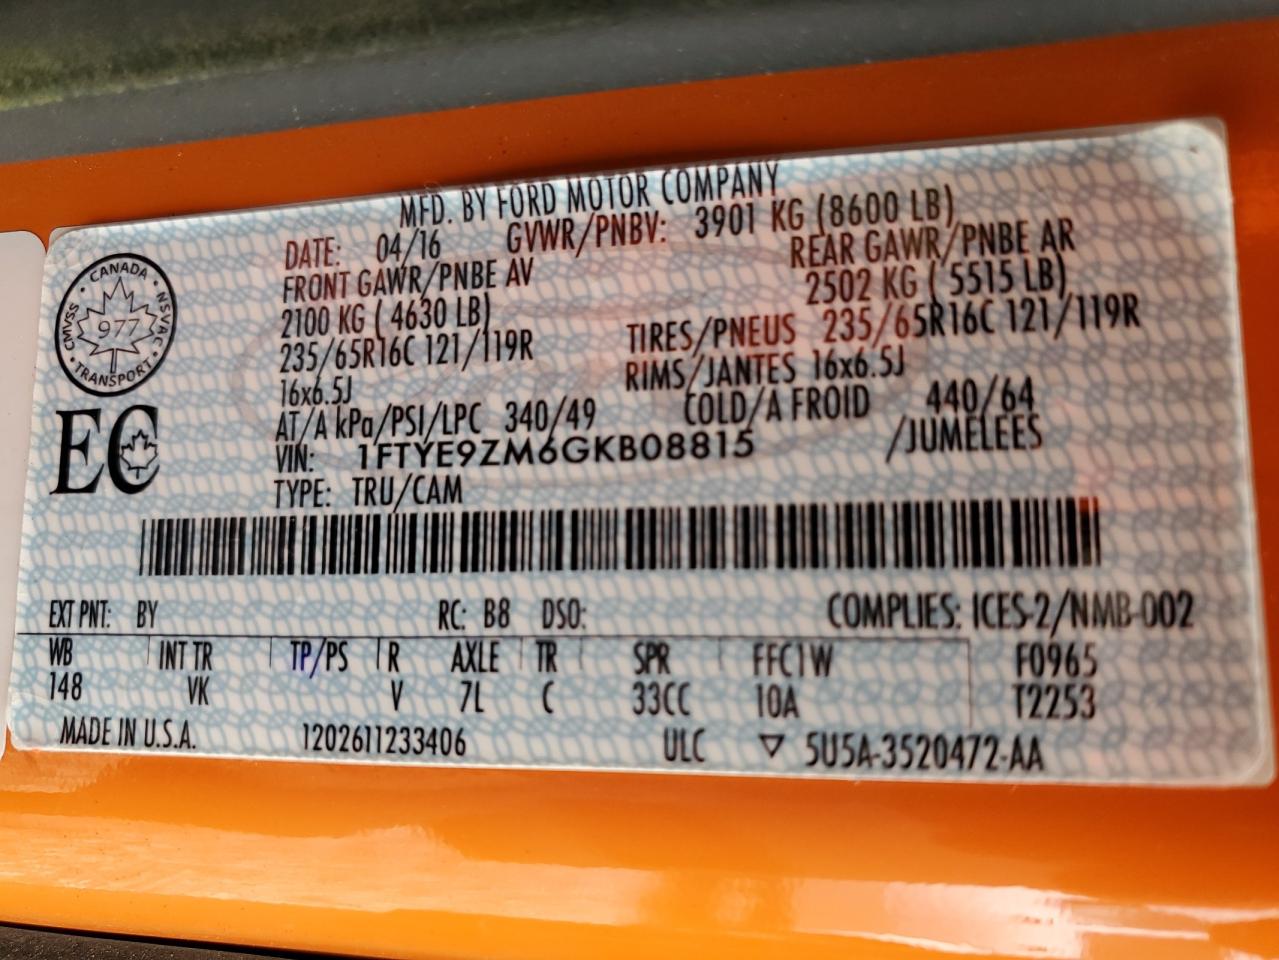 MFD. BY FORD MOTOR COMPANY
DATE: 04/16 GVWR/PNBV: 3901 KG (8600 LB)
FRONT GAWR/PNBE AV REAR GAWR/PNBE AR
2100 KG ( 4630 LB) 2502 KG ( 5515 LB)
235/65R16C 121/119R TIRES/PNEUS 235/65R16C 121/119R
16x6.5J RIMS/JANTES 16x6.5J
AT/A kPa/PSI/LPC 340/49 COLD/A FROID 440/64
VIN: 1FTYE9ZM6GKB08815 /JUMELEES
TYPE: TRU/CAM
CANADA
CMVSS 977 NSVAC
TRANSPORT
EC
EXT PNT: BY RC: B8 DSO: COMPLIES: ICES-2/NMB-002
WB INT TR TP/PS R AXLE TR SPR FFC1W F0965
148 VK V 7L C 33CC 10A T2253
MADE IN U.S.A. 1202611233406 ULC ▽ 5U5A-3520472-AA